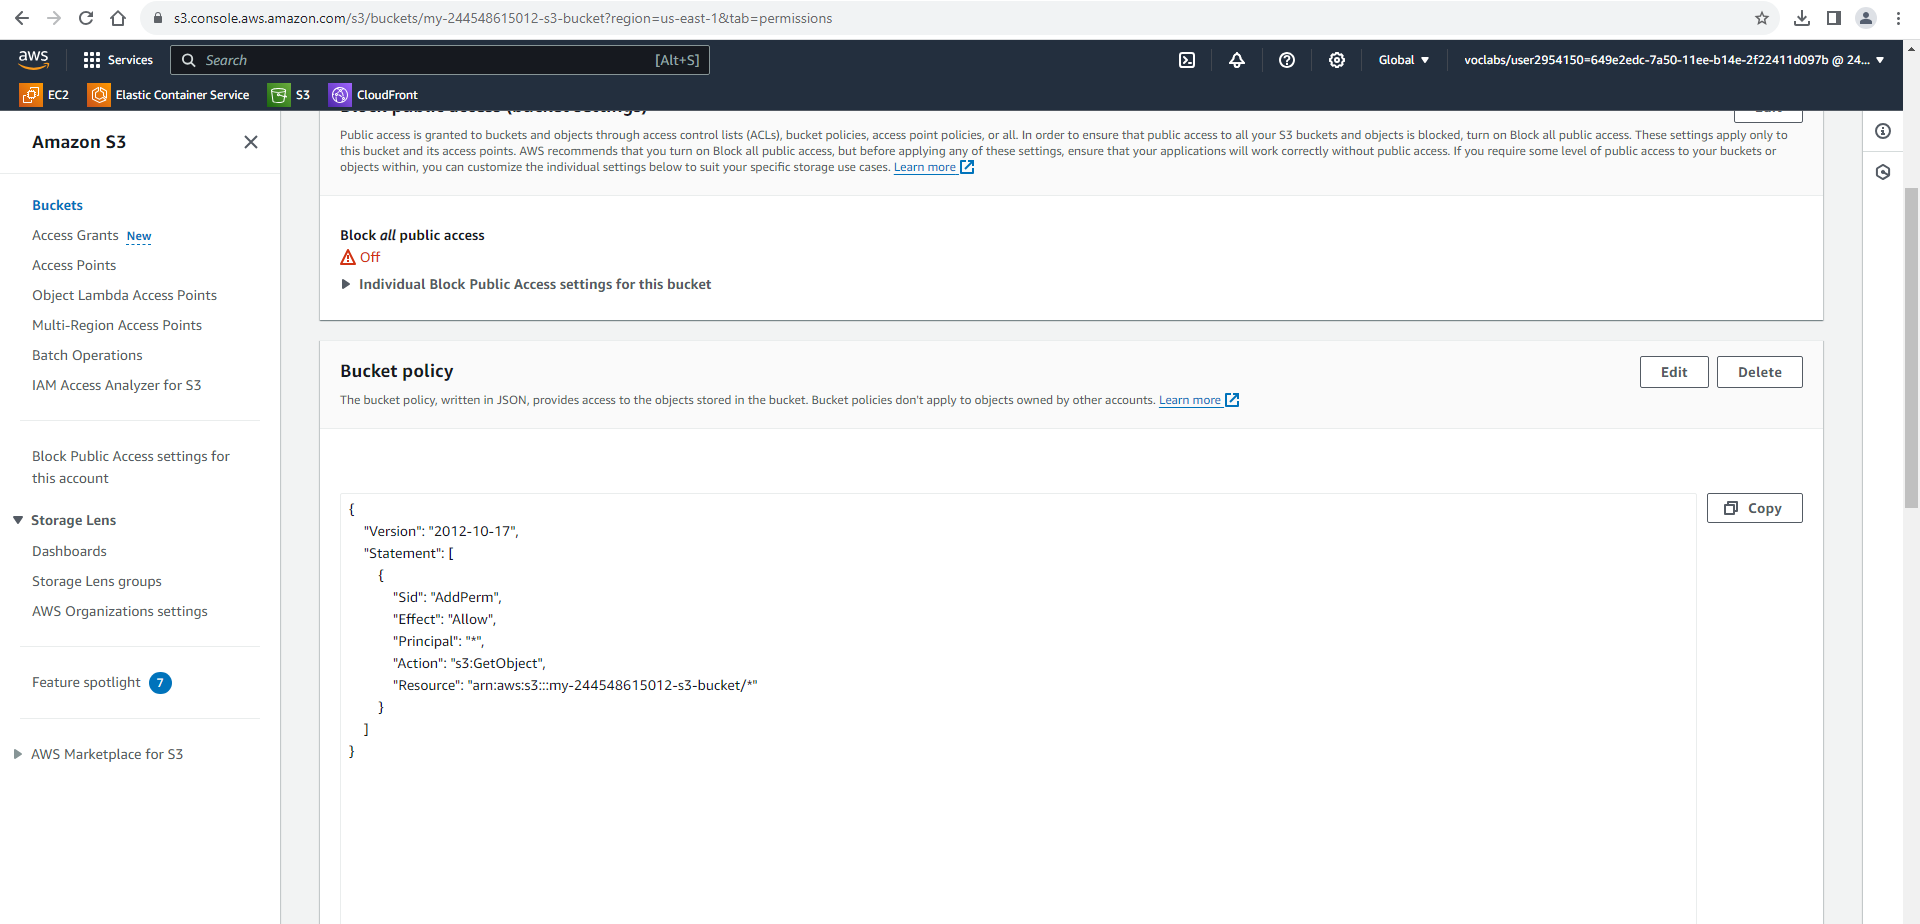 s3.console.aws.amazon.com/s3/buckets/my-244548615012-s3-bucket?region=us-east-1&tab=permissions
aws
Services
Search
[Alt+S]
Global
voclabs/user2954150=649e2edc-7a50-11ee-b14e-2f22411d097b @ 24...
EC2
Elastic Container Service
S3
CloudFront
Amazon S3
Buckets
Access Grants New
Access Points
Object Lambda Access Points
Multi-Region Access Points
Batch Operations
IAM Access Analyzer for S3
Block Public Access settings for
this account
Storage Lens
Dashboards
Storage Lens groups
AWS Organizations settings
Feature spotlight 7
AWS Marketplace for S3
Block public access (bucket settings)
Edit
Public access is granted to buckets and objects through access control lists (ACLs), bucket policies, access point policies, or all. In order to ensure that public access to all your S3 buckets and objects is blocked, turn on Block all public access. These settings apply only to
this bucket and its access points. AWS recommends that you turn on Block all public access, but before applying any of these settings, ensure that your applications will work correctly without public access. If you require some level of public access to your buckets or
objects within, you can customize the individual settings below to suit your specific storage use cases. Learn more
Block all public access
Off
Individual Block Public Access settings for this bucket
Bucket policy
Edit
Delete
The bucket policy, written in JSON, provides access to the objects stored in the bucket. Bucket policies don't apply to objects owned by other accounts. Learn more
Copy
{
"Version": "2012-10-17",
"Statement": [
{
"Sid": "AddPerm",
"Effect": "Allow",
"Principal": "*",
"Action": "s3:GetObject",
"Resource": "arn:aws:s3:::my-244548615012-s3-bucket/*"
}
]
}